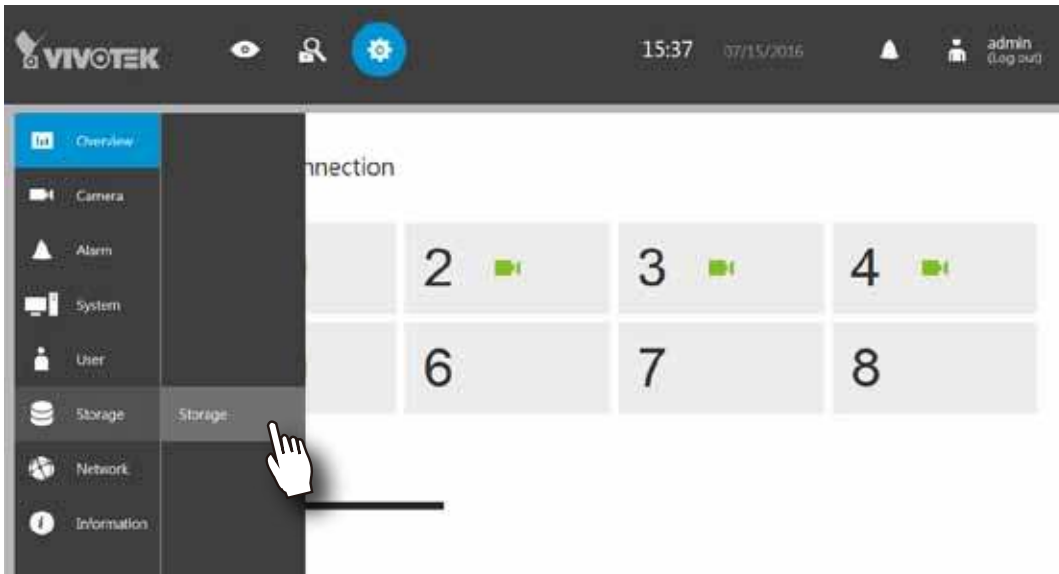 VIVOTEK
15:37 07/15/2016
admin
(Log out)
Overview
nnection
Camera
Alarm
2 3 4
System
User
6 7 8
Storage Storage
Network
Information